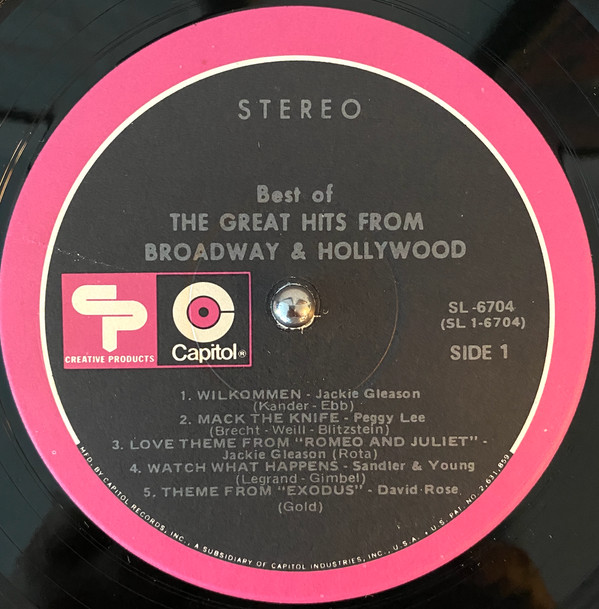 STEREO
Best of
THE GREAT HITS FROM
BROADWAY & HOLLYWOOD
CREATIVE PRODUCTS
Capitol®
SL-6704
(SL 1-6704)
SIDE 1
1. WILKOMMEN - Jackie Gleason
(Kander - Ebb)
2. MACK THE KNIFE - Peggy Lee
(Brecht - Weill - Blitzstein)
3. LOVE THEME FROM "ROMEO AND JULIET" -
Jackie Gleason (Rota)
4. WATCH WHAT HAPPENS - Sandler & Young
(Legrand - Gimbel)
5. THEME FROM "EXODUS" - David Rose
(Gold)
MFD. BY CAPITOL RECORDS, INC., A SUBSIDIARY OF CAPITOL INDUSTRIES, INC., U.S.A. • U.S. PAT. NO. 2,631,859